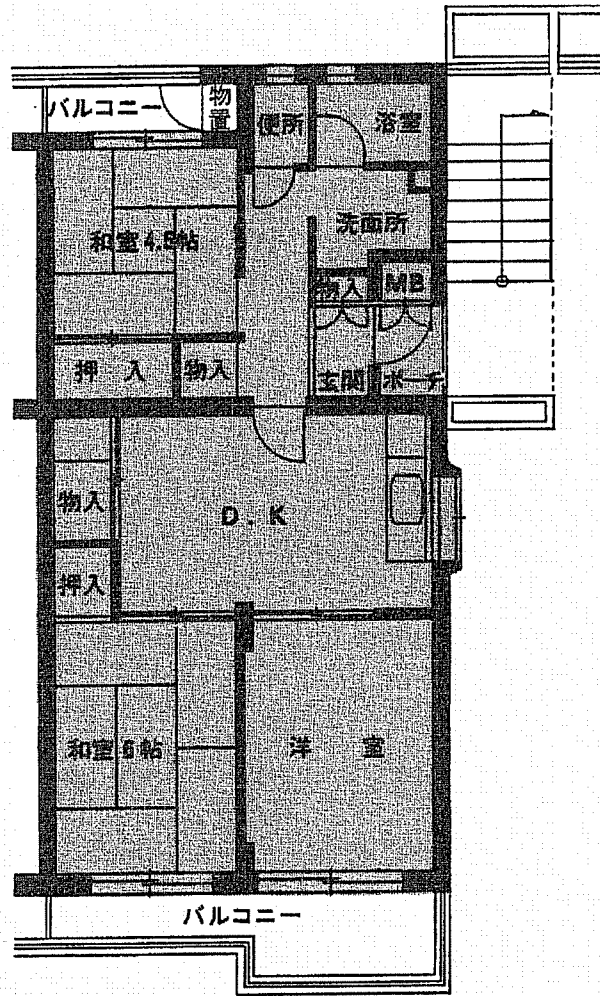 バルコニー
物置
便所
浴室
和室4.5帖
洗面所
物入
MB
押入
物入
玄関
ポーチ
物入
D.K
押入
和室6帖
洋室
バルコニー